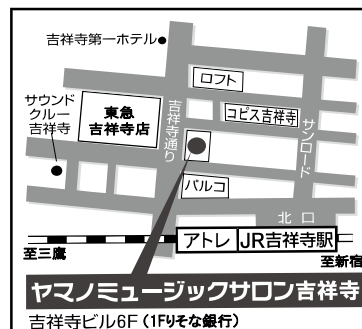 吉祥寺第一ホテル
ロフト
サウンド
クルー
吉祥寺
東急
吉祥寺店
吉祥寺通り
コピス吉祥寺
サンロード
パルコ
北口
アトレ
JR吉祥寺駅
至三鷹
至新宿
ヤマノミュージックサロン吉祥寺
吉祥寺ビル6F（1Fりそな銀行）